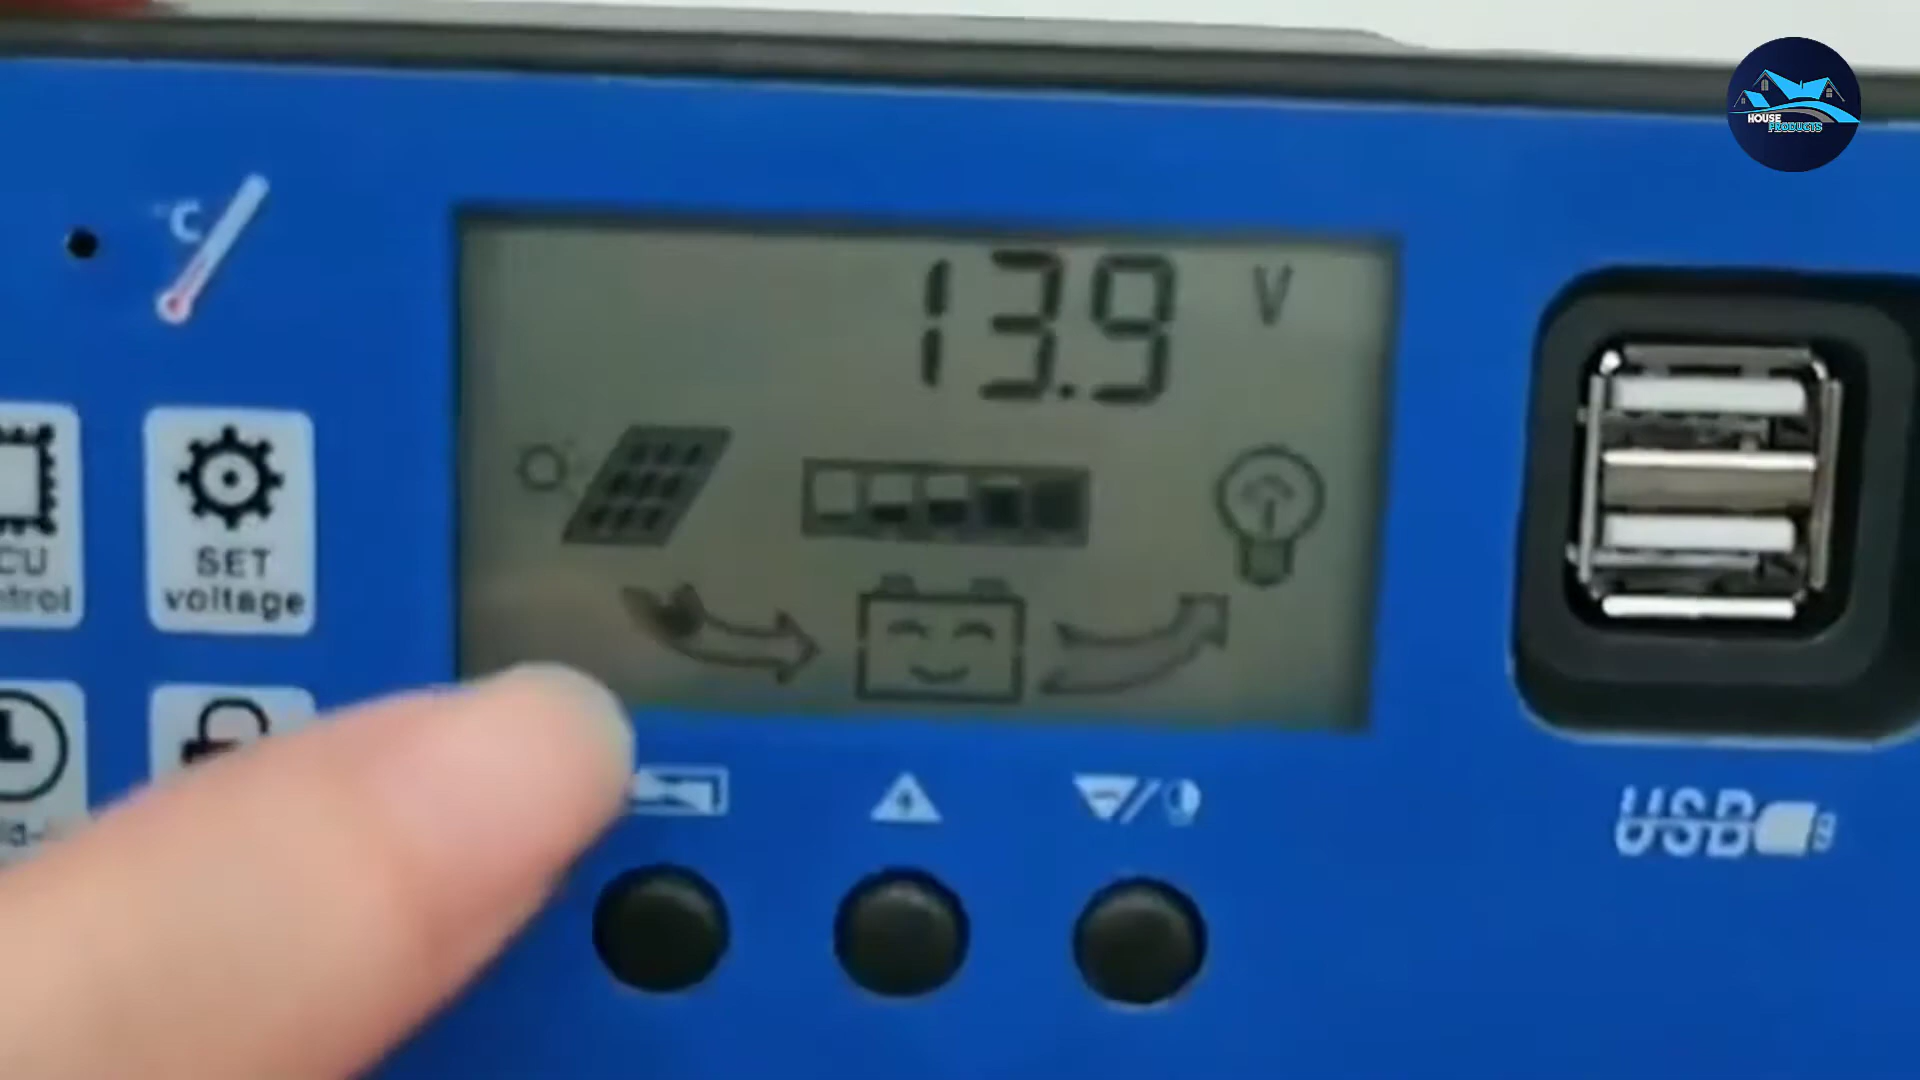 HOUSE
PRODUCTS
°C
13.9 V
SET
voltage
USB